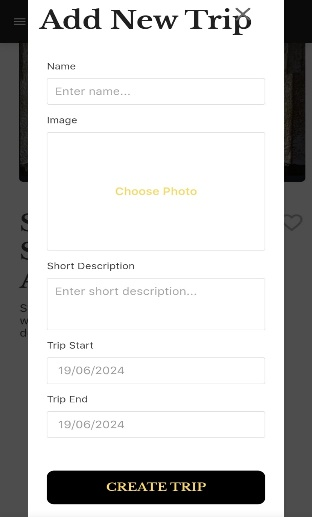 Add New Trip
Name
Enter name...
Image
Choose Photo
Short Description
Enter short description...
Trip Start
19/06/2024
Trip End
19/06/2024
CREATE TRIP